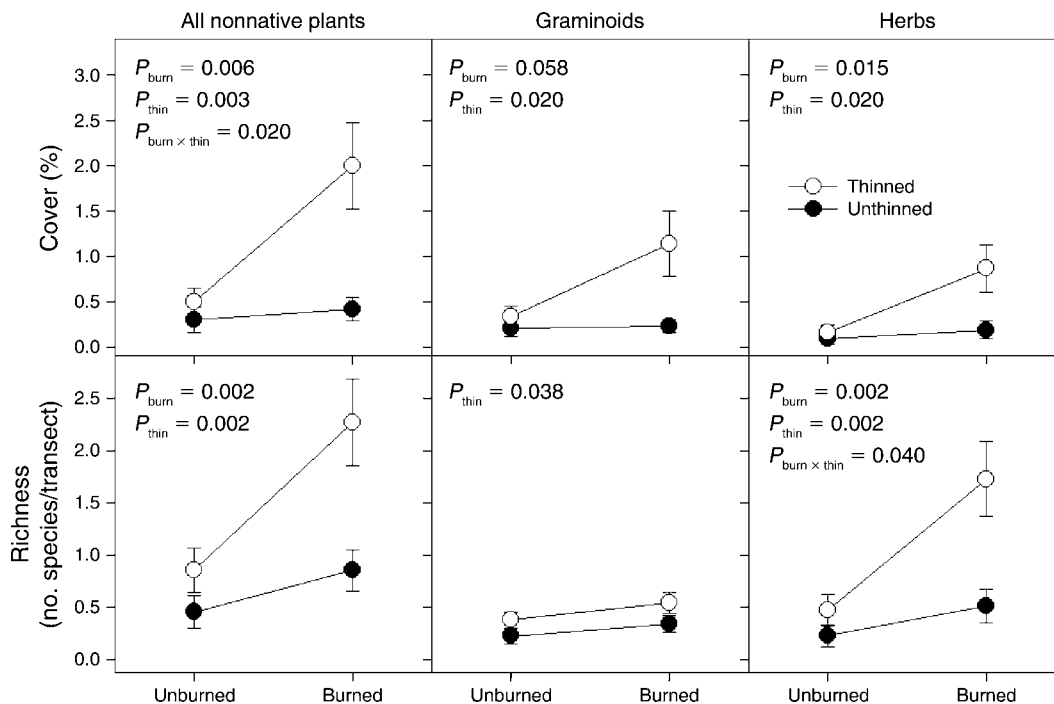 All nonnative plants
Graminoids
Herbs
Cover (%)
3.0
2.5
2.0
1.5
1.0
0.5
0.0
P burn = 0.006
P thin = 0.003
P burn × thin = 0.020
P burn = 0.058
P thin = 0.020
P burn = 0.015
P thin = 0.020
Thinned
Unthinned
Richness
(no. species/transect)
2.5
2.0
1.5
1.0
0.5
0.0
P burn = 0.002
P thin = 0.002
P thin = 0.038
P burn = 0.002
P thin = 0.002
P burn × thin = 0.040
Unburned
Burned
Unburned
Burned
Unburned
Burned